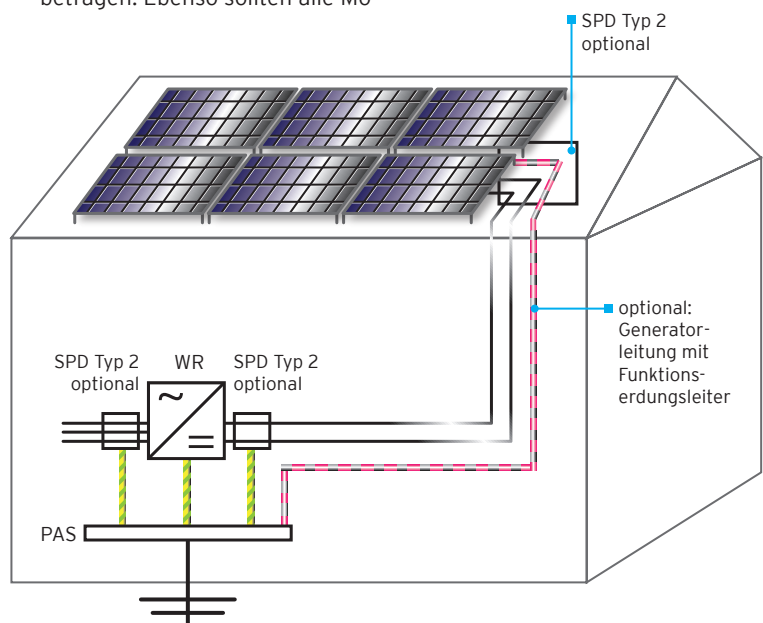 betragen. Ebenso sollten alle Mo
SPD Typ 2
optional
optional:
Generator-
leitung mit
Funktions-
erdungsleiter
SPD Typ 2
optional
WR
SPD Typ 2
optional
PAS